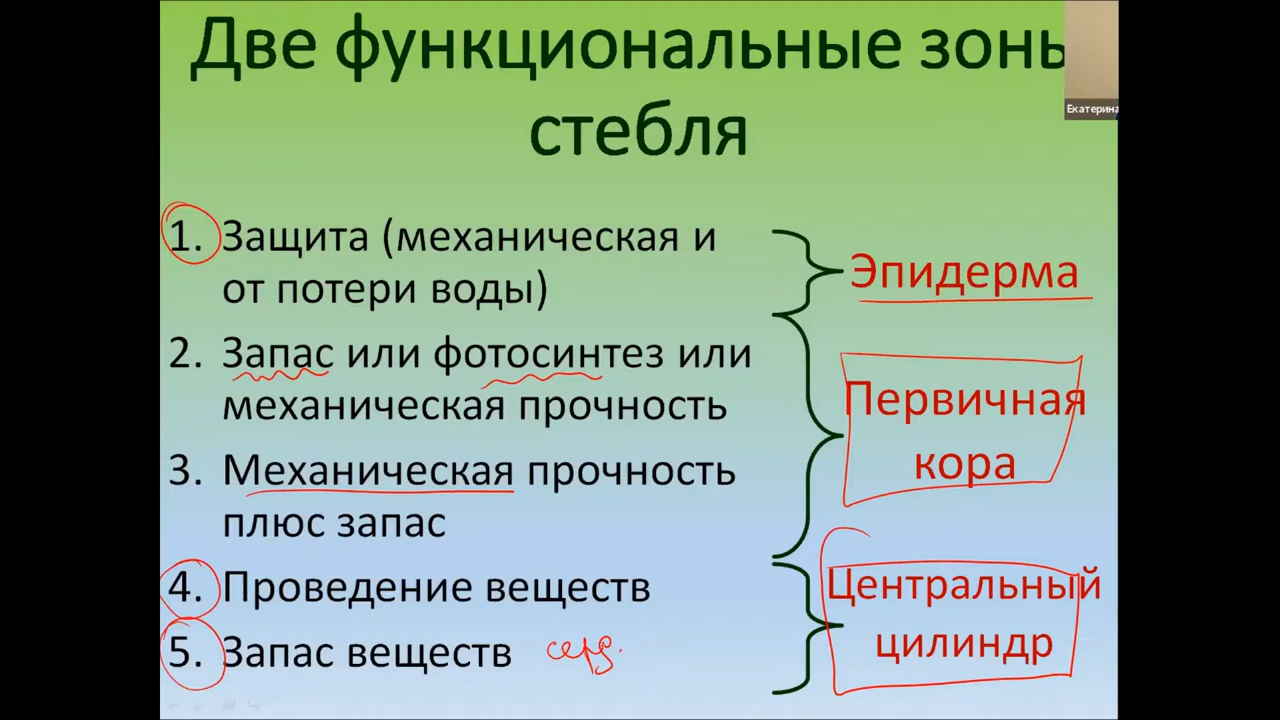 Две функциональные зоны
стебля
Екатерина
1. Защита (механическая и
от потери воды)
Эпидерма
2. Запас или фотосинтез или
механическая прочность
Первичная
кора
3. Механическая прочность
плюс запас
4. Проведение веществ
5. Запас веществ серд.
Центральный
цилиндр